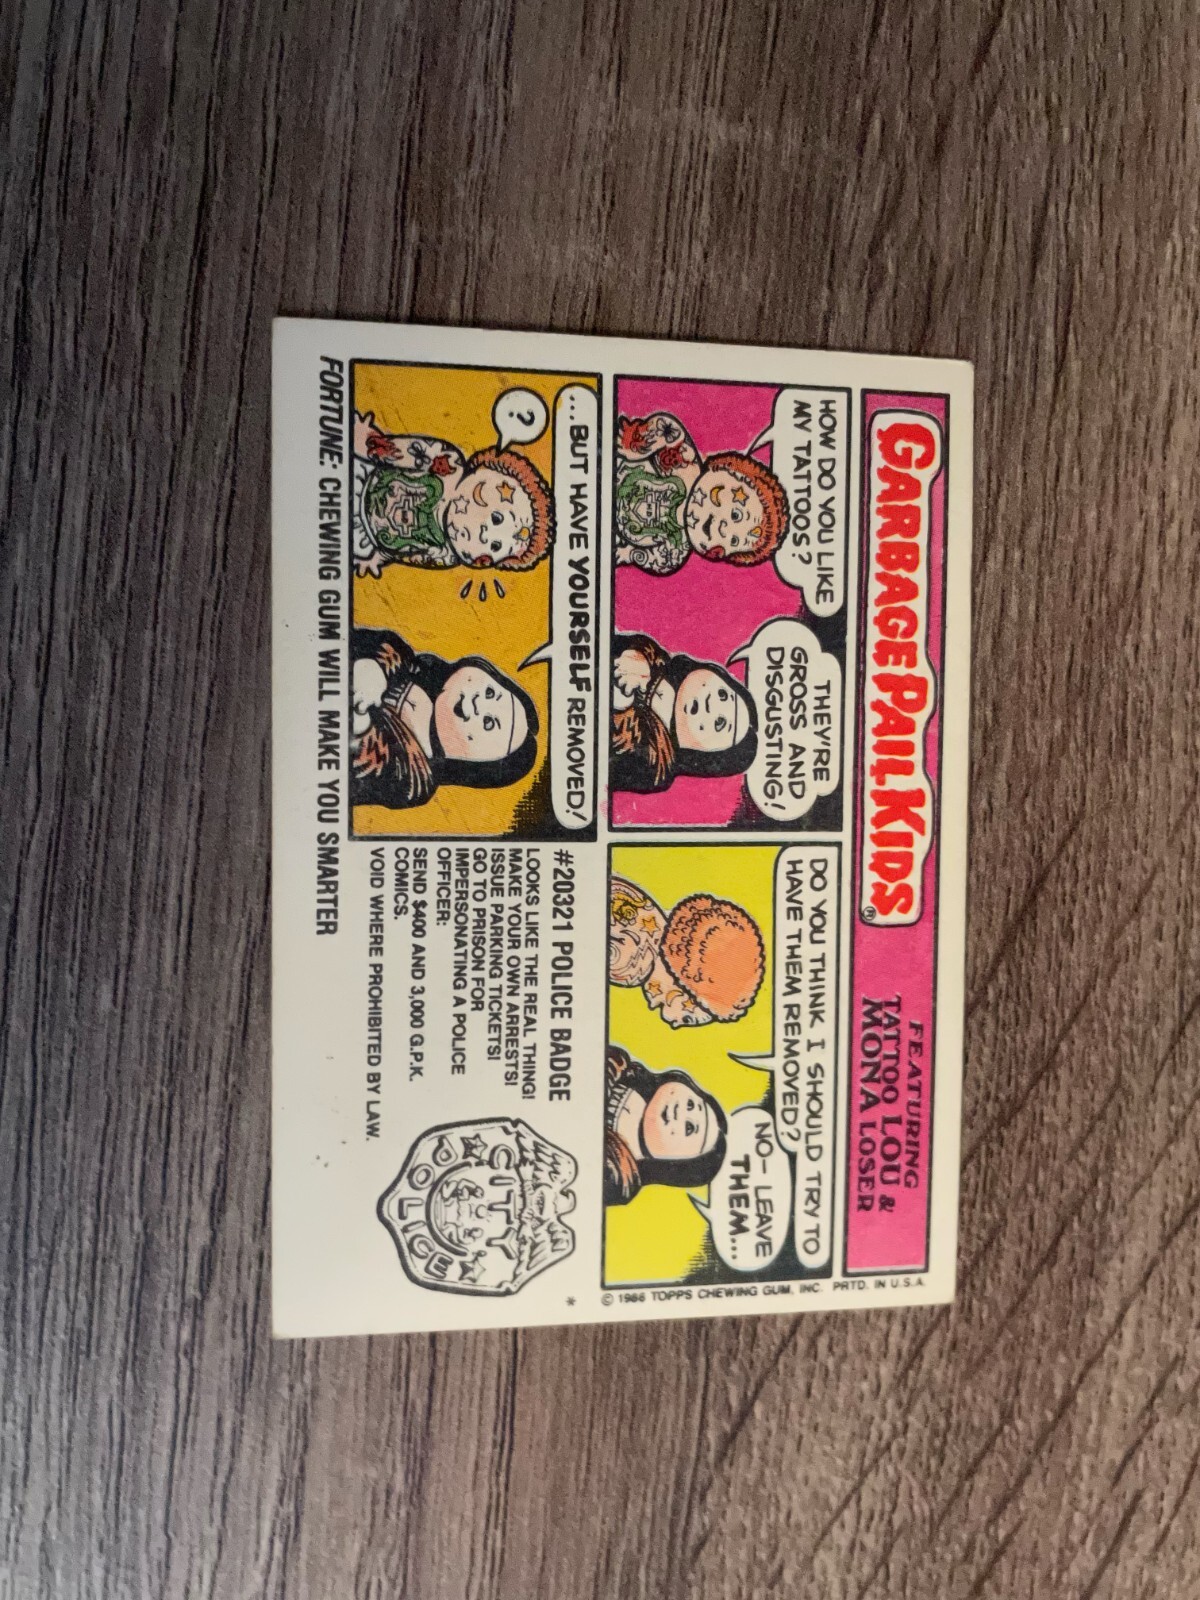 GARBAGE PAIL KIDS®
FEATURING
TATTOO LOU &
MONA LOSER
HOW DO YOU LIKE
MY TATTOOS?
THEY'RE
GROSS AND
DISGUSTING!
DO YOU THINK I SHOULD TRY TO
HAVE THEM REMOVED?
NO- LEAVE
THEM...
© 1986 TOPPS CHEWING GUM, INC. PRTD. IN U.S.A.
...BUT HAVE YOURSELF REMOVED!
?
#20321 POLICE BADGE
LOOKS LIKE THE REAL THING!
MAKE YOUR OWN ARRESTS!
ISSUE PARKING TICKETS!
GO TO PRISON FOR
IMPERSONATING A POLICE
OFFICER:
SEND $400 AND 3,000 G.P.K.
COMICS.
VOID WHERE PROHIBITED BY LAW.
CITY
POLICE
*
FORTUNE: CHEWING GUM WILL MAKE YOU SMARTER